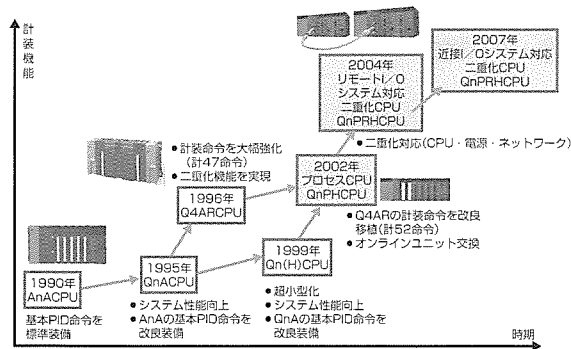 計装機能
2004年
リモートI/O
システム対応
二重化CPU
QnPRHCPU
2007年
近接I/Oシステム対応
二重化CPU
QnPRHCPU
●二重化対応(CPU・電源・ネットワーク)
●計装命令を大幅強化
(計47命令)
●二重化機能を実現
1996年
Q4ARCPU
2002年
プロセスCPU
QnPHCPU
●Q4ARの計装命令を改良
移植(計52命令)
●オンラインユニット交換
1990年
AnACPU
基本PID命令を
標準装備
1995年
QnACPU
●システム性能向上
●AnAの基本PID命令を
改良装備
1999年
Qn(H)CPU
●超小型化
●システム性能向上
●QnAの基本PID命令を
改良装備
時期